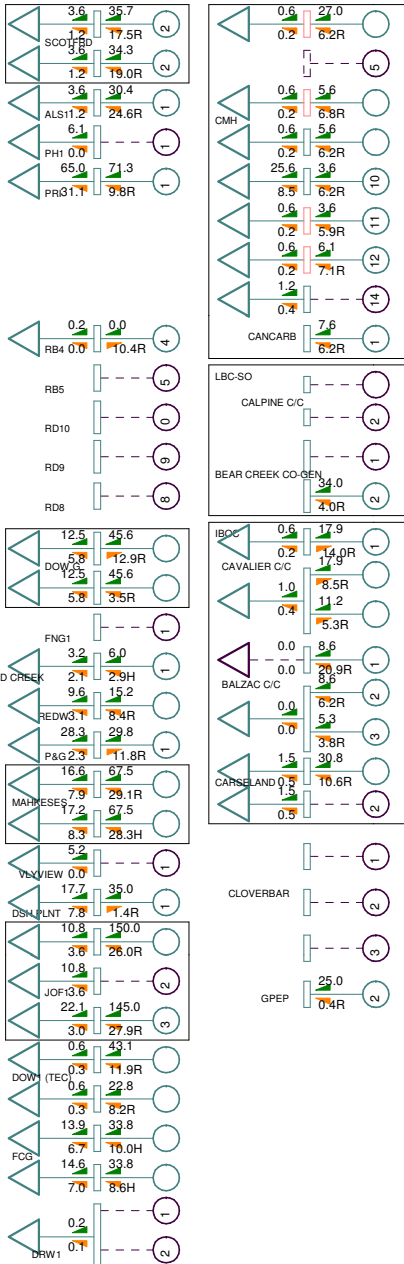 3.6 35.7
SCOTFRD
1.2 17.5R 2
3.6 34.3
1.2 19.0R 2
3.6 30.4
ALS1 1.2 24.6R 1
6.1
PH1 0.0 1
65.0 71.3
PRI 31.1 9.8R 1
0.2 0.0
RB4 0.0 10.4R 4
RB5 5
RD10 0
RD9 9
RD8 8
12.5 45.6
5.8 12.9R 1
DOW G
12.5 45.6
5.8 3.5R 1
FNG1 1
3.2 6.0
D CREEK 2.1 2.9H 1
9.6 15.2
REDW 3.1 8.4R
28.3 29.8
P&G 2.3 11.8R 1
16.6 67.5
7.9 29.1R
MAHKESES
17.2 67.5
8.3 28.3H
5.2
VLYVIEW 0.0 1
17.7 35.0
DSH PLNT 7.8 1.4R 1
10.8 150.0
3.6 26.0R
10.8
JOF1 3.6 2
22.1 145.0
3.0 27.9R 3
0.6 43.1
0.3 11.9R
DOW1 (TEC)
0.6 22.8
0.3 8.2R
13.9 33.8
6.7 10.0H
FCG
14.6 33.8
7.0 8.6H
1
0.2
0.1
DRW1 2
0.6 27.0
0.2 6.2R
5
0.6 5.6
0.2 6.8R
CMH
0.6 5.6
0.2 6.2R
25.6 3.6
8.5 6.2R 10
0.6 3.6
0.2 5.9R 11
0.6 6.1
0.2 7.1R 12
1.2
0.4 14
7.6
CANCARB 6.2R 1
LBC-SO
CALPINE C/C
2
1
BEAR CREEK CO-GEN
34.0
4.0R 2
IBOC
0.6 17.9
0.2 14.0R 1
CAVALIER C/C
17.9
8.5R
1.0
0.4
11.2
5.3R
0.0 8.6
0.0 20.9R 1
BALZAC C/C
8.6
6.2R 2
0.0
0.0
5.3
3.8R 3
1.5 30.8
CARSELAND 0.5 10.6R
1.5
0.5 2
1
CLOVERBAR 2
3
25.0
GPEP 0.4R 2